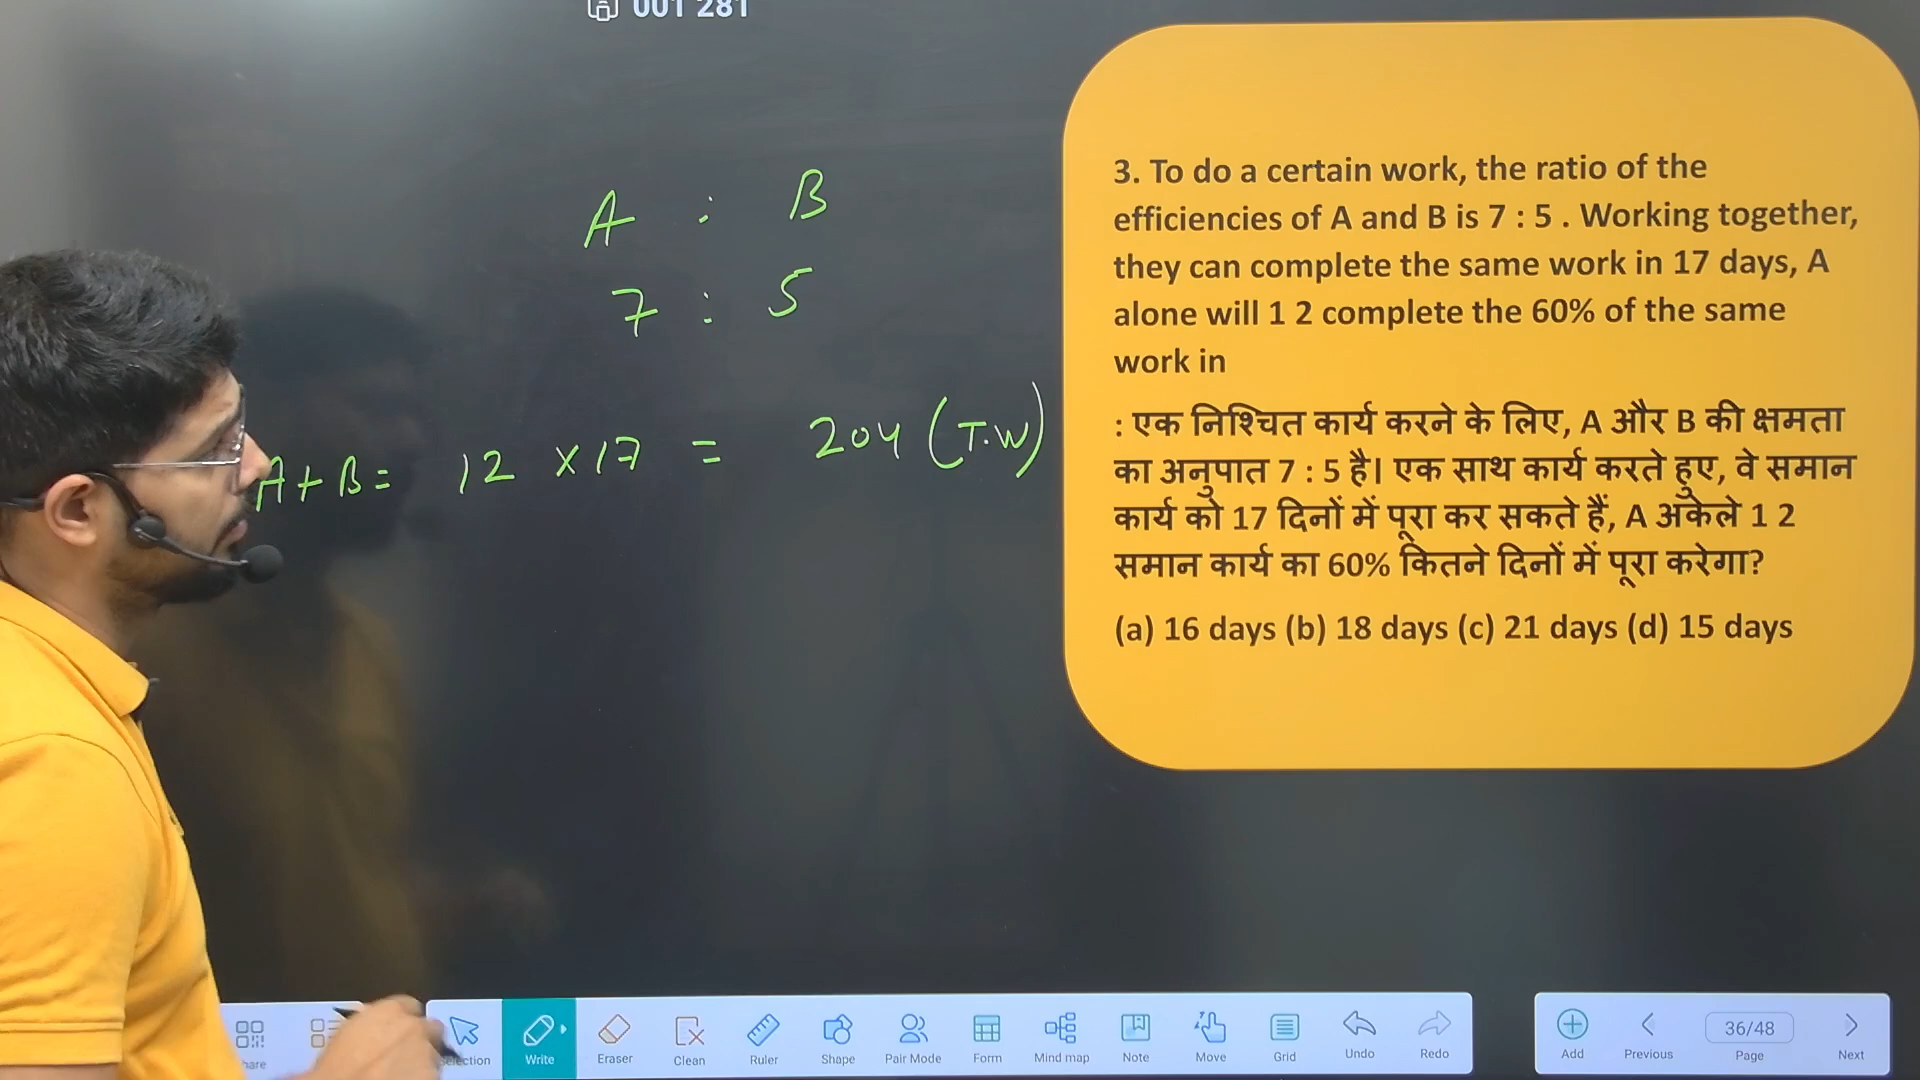 001 281
A : B
7 : 5
A+B= 12 ×17 = 204 (T.W)
3. To do a certain work, the ratio of the
efficiencies of A and B is 7 : 5 . Working together,
they can complete the same work in 17 days, A
alone will 1 2 complete the 60% of the same
work in
: एक निश्चित कार्य करने के लिए, A और B की क्षमता
का अनुपात 7 : 5 है। एक साथ कार्य करते हुए, वे समान
कार्य को 17 दिनों में पूरा कर सकते हैं, A अकेले 1 2
समान कार्य का 60% कितने दिनों में पूरा करेगा?
(a) 16 days (b) 18 days (c) 21 days (d) 15 days
Write Eraser Clean Ruler Shape Pair Mode Form Mind map Note Move Grid Undo Redo
Add Previous 36/48 Page Next